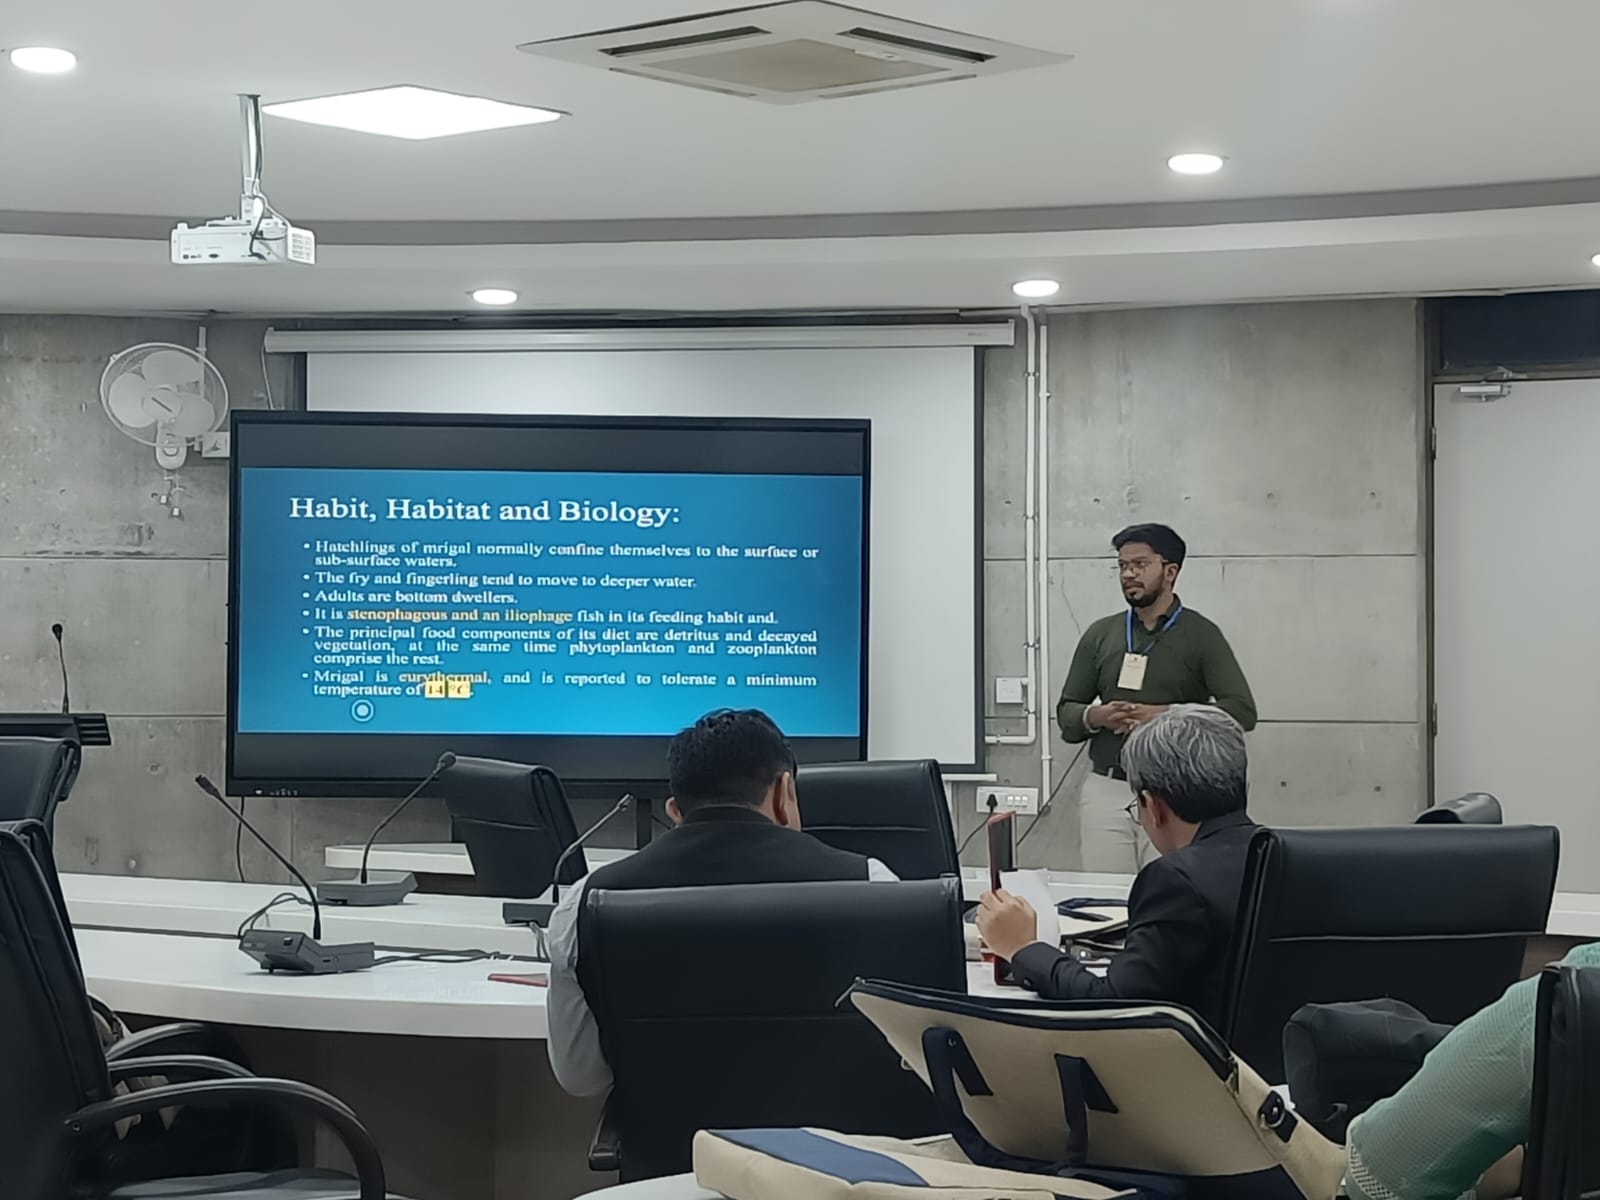 Habit, Habitat and Biology:
• Hatchlings of mrigal normally confine themselves to the surface or
sub-surface waters.
• The fry and fingerling tend to move to deeper water.
• Adults are bottom dwellers.
• It is stenophagous and an iliophage fish in its feeding habit and.
• The principal food components of its diet are detritus and decayed
vegetation, at the same time phytoplankton and zooplankton
comprise the rest.
• Mrigal is eurythermal, and is reported to tolerate a minimum
temperature of 14 °C.